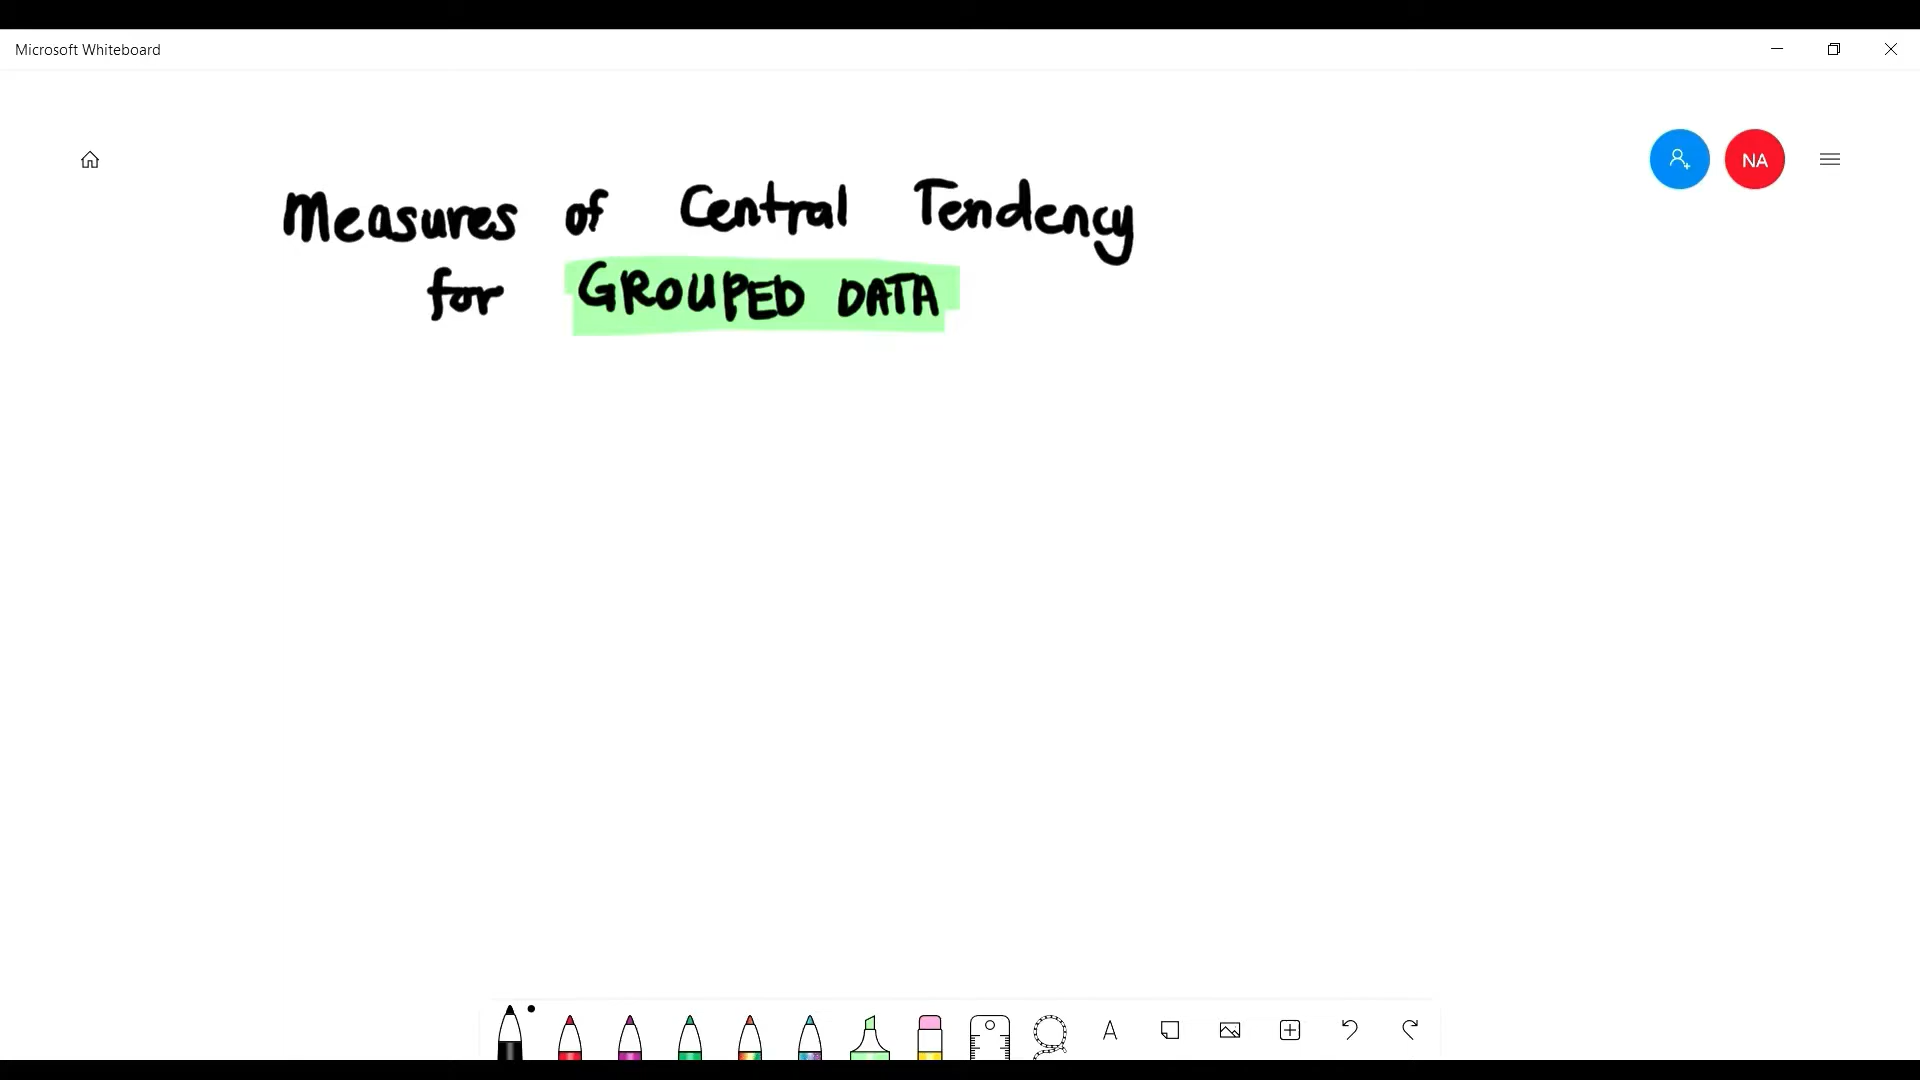 Microsoft Whiteboard
NA
Measures of Central Tendency
for GROUPED DATA
A